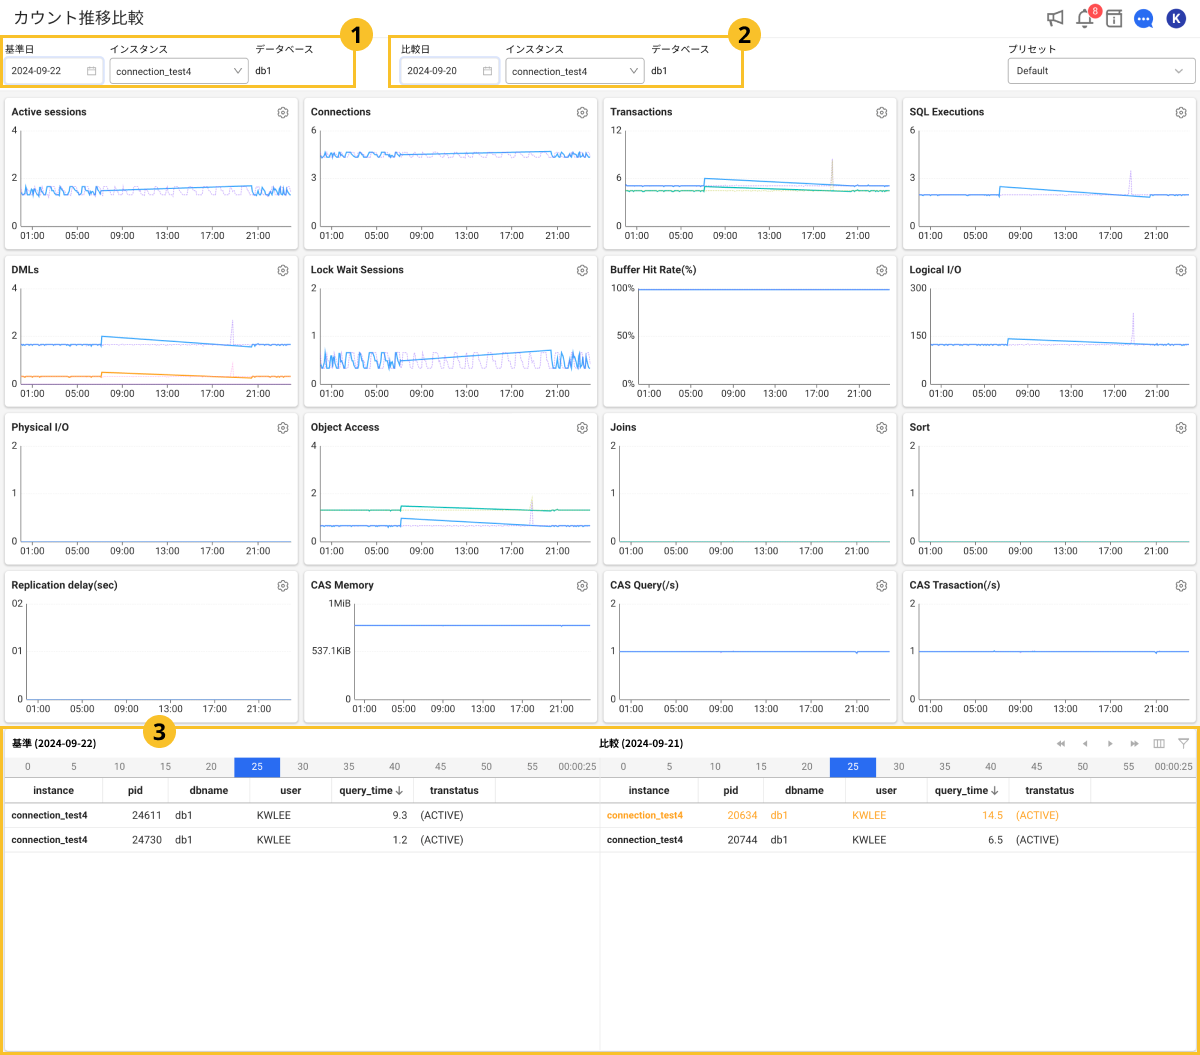 カウント推移比較
8
K
1
2
基準日 インスタンス データベース
2024-09-22 connection_test4 db1
比較日 インスタンス データベース
2024-09-20 connection_test4 db1
プリセット
Default
Active sessions
4
2
0
01:00 05:00 09:00 13:00 17:00 21:00
Connections
6
3
0
01:00 05:00 09:00 13:00 17:00 21:00
Transactions
12
6
0
01:00 05:00 09:00 13:00 17:00 21:00
SQL Executions
6
3
0
01:00 05:00 09:00 13:00 17:00 21:00
DMLs
4
2
0
01:00 05:00 09:00 13:00 17:00 21:00
Lock Wait Sessions
2
1
0
01:00 05:00 09:00 13:00 17:00 21:00
Buffer Hit Rate(%)
100%
50%
0%
01:00 05:00 09:00 13:00 17:00 21:00
Logical I/O
300
150
0
01:00 05:00 09:00 13:00 17:00 21:00
Physical I/O
2
1
0
01:00 05:00 09:00 13:00 17:00 21:00
Object Access
4
2
0
01:00 05:00 09:00 13:00 17:00 21:00
Joins
2
1
0
01:00 05:00 09:00 13:00 17:00 21:00
Sort
2
1
0
01:00 05:00 09:00 13:00 17:00 21:00
Replication delay(sec)
02
01
0
01:00 05:00 09:00 13:00 17:00 21:00
CAS Memory
1MiB
537.1KiB
0
01:00 05:00 09:00 13:00 17:00 21:00
CAS Query(/s)
2
1
0
01:00 05:00 09:00 13:00 17:00 21:00
CAS Trasaction(/s)
2
1
0
01:00 05:00 09:00 13:00 17:00 21:00
3
基準 (2024-09-22)
0 5 10 15 20 25 30 35 40 45 50 55 00:00:25
instance pid dbname user query_time transtatus
connection_test4 24611 db1 KWLEE 9.3 (ACTIVE)
connection_test4 24730 db1 KWLEE 1.2 (ACTIVE)
比較 (2024-09-21)
0 5 10 15 20 25 30 35 40 45 50 55 00:00:25
instance pid dbname user query_time transtatus
connection_test4 20634 db1 KWLEE 14.5 (ACTIVE)
connection_test4 20744 db1 KWLEE 6.5 (ACTIVE)